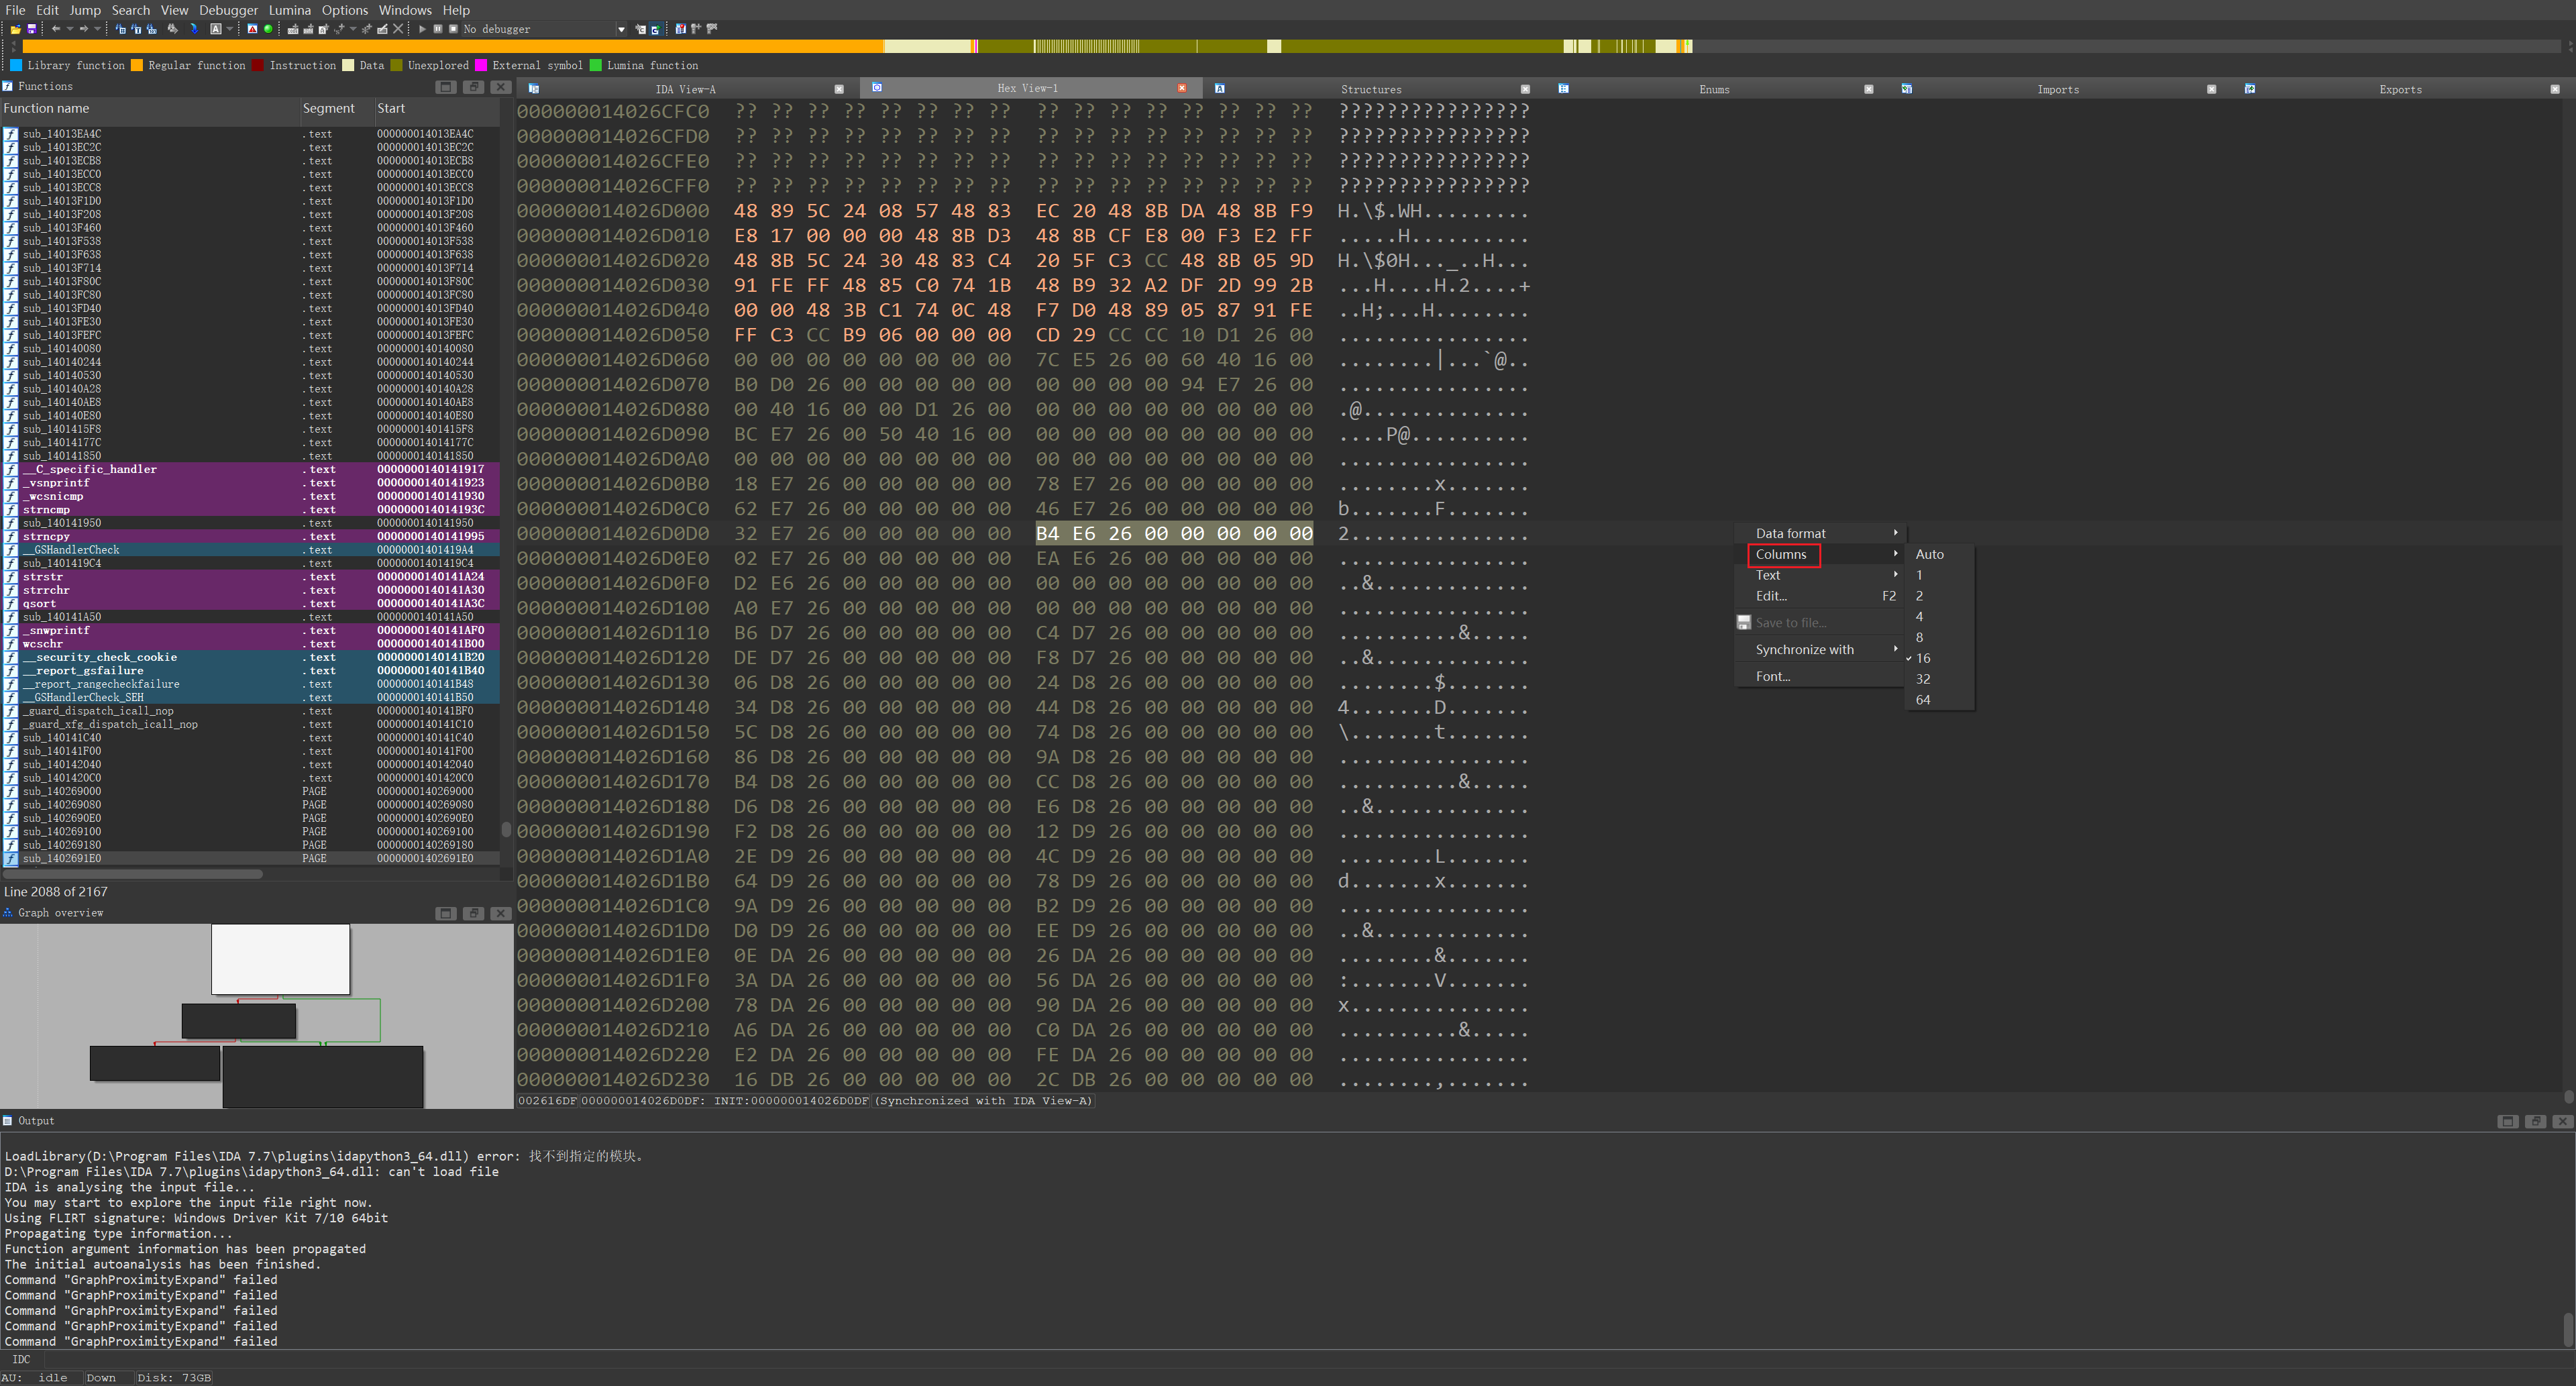 File Edit Jump Search View Debugger Lumina Options Windows Help
No debugger
Library function Regular function Instruction Data Unexplored External symbol Lumina function
Functions
Function name Segment Start
sub_14013EA4C .text 000000014013EA4C
sub_14013EC2C .text 000000014013EC2C
sub_14013ECB8 .text 000000014013ECB8
sub_14013ECC0 .text 000000014013ECC0
sub_14013ECC8 .text 000000014013ECC8
sub_14013F1D0 .text 000000014013F1D0
sub_14013F208 .text 000000014013F208
sub_14013F460 .text 000000014013F460
sub_14013F538 .text 000000014013F538
sub_14013F638 .text 000000014013F638
sub_14013F714 .text 000000014013F714
sub_14013F80C .text 000000014013F80C
sub_14013FC80 .text 000000014013FC80
sub_14013FD40 .text 000000014013FD40
sub_14013FE30 .text 000000014013FE30
sub_14013FEFC .text 000000014013FEFC
sub_140140080 .text 0000000140140080
sub_140140244 .text 0000000140140244
sub_140140530 .text 0000000140140530
sub_140140A28 .text 0000000140140A28
sub_140140AE8 .text 0000000140140AE8
sub_140140E80 .text 0000000140140E80
sub_1401415F8 .text 00000001401415F8
sub_14014177C .text 000000014014177C
sub_140141850 .text 0000000140141850
__C_specific_handler .text 0000000140141917
_vsnprintf .text 0000000140141923
_wcsnicmp .text 0000000140141930
strncmp .text 000000014014193C
sub_140141950 .text 0000000140141950
strncpy .text 0000000140141995
__GSHandlerCheck .text 00000001401419A4
sub_1401419C4 .text 00000001401419C4
strstr .text 0000000140141A24
strrchr .text 0000000140141A30
qsort .text 0000000140141A3C
sub_140141A50 .text 0000000140141A50
_snwprintf .text 0000000140141AF0
wcschr .text 0000000140141B00
__security_check_cookie .text 0000000140141B20
__report_gsfailure .text 0000000140141B40
__report_rangecheckfailure .text 0000000140141B48
__GSHandlerCheck_SEH .text 0000000140141B50
_guard_dispatch_icall_nop .text 0000000140141BF0
_guard_xfg_dispatch_icall_nop .text 0000000140141C10
sub_140141C40 .text 0000000140141C40
sub_140141F00 .text 0000000140141F00
sub_140142040 .text 0000000140142040
sub_1401420C0 .text 00000001401420C0
sub_140269000 PAGE 0000000140269000
sub_140269080 PAGE 0000000140269080
sub_1402690E0 PAGE 00000001402690E0
sub_140269100 PAGE 0000000140269100
sub_140269180 PAGE 0000000140269180
sub_1402691E0 PAGE 00000001402691E0
Line 2088 of 2167
Graph overview
IDA View-A Hex View-1 Structures Enums Imports Exports
000000014026CFC0 ?? ?? ?? ?? ?? ?? ?? ?? ?? ?? ?? ?? ?? ?? ?? ?? ????????????????
000000014026CFD0 ?? ?? ?? ?? ?? ?? ?? ?? ?? ?? ?? ?? ?? ?? ?? ?? ????????????????
000000014026CFE0 ?? ?? ?? ?? ?? ?? ?? ?? ?? ?? ?? ?? ?? ?? ?? ?? ????????????????
000000014026CFF0 ?? ?? ?? ?? ?? ?? ?? ?? ?? ?? ?? ?? ?? ?? ?? ?? ????????????????
000000014026D000 48 89 5C 24 08 57 48 83 EC 20 48 8B DA 48 8B F9 H.\$.WH.........
000000014026D010 E8 17 00 00 00 48 8B D3 48 8B CF E8 00 F3 E2 FF .....H..........
000000014026D020 48 8B 5C 24 30 48 83 C4 20 5F C3 CC 48 8B 05 9D H.\$0H..._..H...
000000014026D030 91 FE FF 48 85 C0 74 1B 48 B9 32 A2 DF 2D 99 2B ...H....H.2....+
000000014026D040 00 00 48 3B C1 74 0C 48 F7 D0 48 89 05 87 91 FE ..H;...H........
000000014026D050 FF C3 CC B9 06 00 00 00 CD 29 CC CC CC 10 D1 26 00 ................
000000014026D060 00 00 00 00 00 00 00 00 7C E5 26 00 60 40 16 00 ........|...`@..
000000014026D070 B0 D0 26 00 00 00 00 00 00 00 00 00 94 E7 26 00 ................
000000014026D080 00 40 16 00 00 D1 26 00 00 00 00 00 00 00 00 00 .@..............
000000014026D090 BC E7 26 00 50 40 16 00 00 00 00 00 00 00 00 00 ....P@..........
000000014026D0A0 00 00 00 00 00 00 00 00 00 00 00 00 00 00 00 00 ................
000000014026D0B0 18 E7 26 00 00 00 00 00 78 E7 26 00 00 00 00 00 ........x.......
000000014026D0C0 62 E7 26 00 00 00 00 00 46 E7 26 00 00 00 00 00 b.......F.......
000000014026D0D0 32 E7 26 00 00 00 00 00 B4 E6 26 00 00 00 00 00 2...............
000000014026D0E0 02 E7 26 00 00 00 00 00 EA E6 26 00 00 00 00 00 ................
000000014026D0F0 D2 E6 26 00 00 00 00 00 00 00 00 00 00 00 00 00 ..&.............
000000014026D100 A0 E7 26 00 00 00 00 00 00 00 00 00 00 00 00 00 ................
000000014026D110 B6 D7 26 00 00 00 00 00 C4 D7 26 00 00 00 00 00 ..........&.....
000000014026D120 DE D7 26 00 00 00 00 00 F8 D7 26 00 00 00 00 00 ..&.............
000000014026D130 06 D8 26 00 00 00 00 00 24 D8 26 00 00 00 00 00 ........$.......
000000014026D140 34 D8 26 00 00 00 00 00 44 D8 26 00 00 00 00 00 4.......D.......
000000014026D150 5C D8 26 00 00 00 00 00 74 D8 26 00 00 00 00 00 \.......t.......
000000014026D160 86 D8 26 00 00 00 00 00 9A D8 26 00 00 00 00 00 ................
000000014026D170 B4 D8 26 00 00 00 00 00 CC D8 26 00 00 00 00 00 ..........&.....
000000014026D180 D6 D8 26 00 00 00 00 00 E6 D8 26 00 00 00 00 00 ..&.............
000000014026D190 F2 D8 26 00 00 00 00 00 12 D9 26 00 00 00 00 00 ................
000000014026D1A0 2E D9 26 00 00 00 00 00 4C D9 26 00 00 00 00 00 ........L.......
000000014026D1B0 64 D9 26 00 00 00 00 00 78 D9 26 00 00 00 00 00 d.......x.......
000000014026D1C0 9A D9 26 00 00 00 00 00 B2 D9 26 00 00 00 00 00 ................
000000014026D1D0 D0 D9 26 00 00 00 00 00 EE D9 26 00 00 00 00 00 ..&.............
000000014026D1E0 0E DA 26 00 00 00 00 00 26 DA 26 00 00 00 00 00 ........&.......
000000014026D1F0 3A DA 26 00 00 00 00 00 56 DA 26 00 00 00 00 00 :.......V.......
000000014026D200 78 DA 26 00 00 00 00 00 90 DA 26 00 00 00 00 00 x...............
000000014026D210 A6 DA 26 00 00 00 00 00 C0 DA 26 00 00 00 00 00 ..........&.....
000000014026D220 E2 DA 26 00 00 00 00 00 FE DA 26 00 00 00 00 00 ................
000000014026D230 16 DB 26 00 00 00 00 00 2C DB 26 00 00 00 00 00 ........,.......
002616DF 000000014026D0DF: INIT:000000014026D0DF (Synchronized with IDA View-A)
Data format
Columns
Text
Edit... F2
Save to file...
Synchronize with
Font...
Auto
1
2
4
8
16
32
64
Output
LoadLibrary(D:\Program Files\IDA 7.7\plugins\idapython3_64.dll) error: 找不到指定的模块。
D:\Program Files\IDA 7.7\plugins\idapython3_64.dll: can't load file
IDA is analysing the input file...
You may start to explore the input file right now.
Using FLIRT signature: Windows Driver Kit 7/10 64bit
Propagating type information...
Function argument information has been propagated
The initial autoanalysis has been finished.
Command "GraphProximityExpand" failed
Command "GraphProximityExpand" failed
Command "GraphProximityExpand" failed
Command "GraphProximityExpand" failed
Command "GraphProximityExpand" failed
IDC
AU: idle Down Disk: 73GB